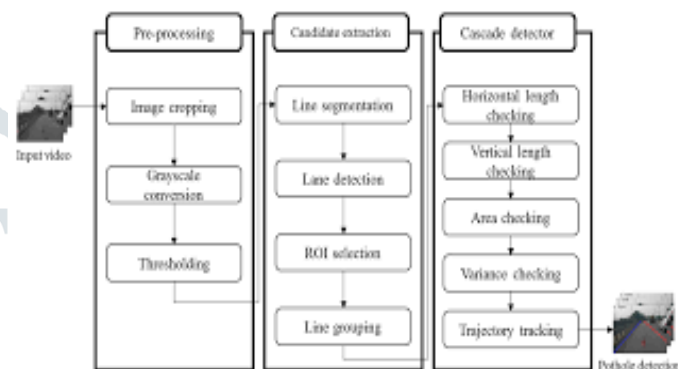 Pre-processing
Candidate extraction
Cascade detector
Input video
Image cropping
Grayscale
conversion
Thresholding
Line segmentation
Lane detection
ROI selection
Line grouping
Horizontal length
checking
Vertical length
checking
Area checking
Variance checking
Trajectory tracking
Pothole detection